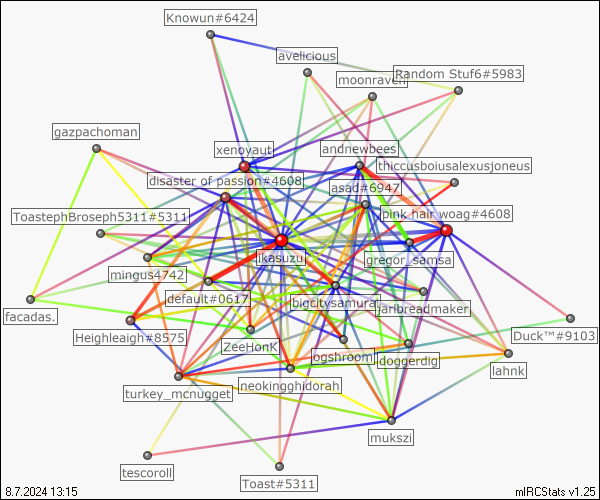 Knowun#6424
avelicious
moonraven
Random Stuf6#5983
gazpachoman
xenoyaut
andnewbees
thiccusboiusalexusjoneus
disaster of passion#4608
asad#6947
ToastephBroseph5311#5311
pink hair woag#4608
likasuzuj
gregor_samsa
mingus4742
default#0617
bigcitysamurai
jaribreadmaker
facadas.
Heighleaigh#8575
ZeeHonK
ogshroom
doggerdig
Duck™#9103
lahnk
turkey_mcnugget
neokingghidorah
mukszi
tescoroll
Toast#5311
8.7.2024 13:15
mIRCStats v1.25